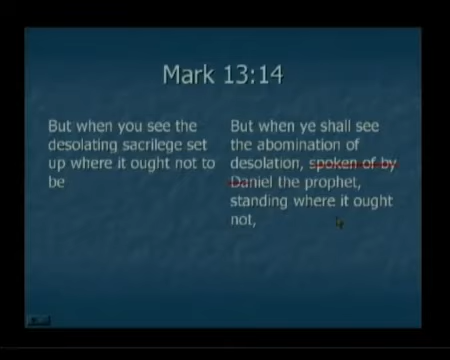 Mark 13:14
But when you see the
desolating sacrilege set
up where it ought not to
be
But when ye shall see
the abomination of
desolation, spoken of by
Daniel the prophet,
standing where it ought
not,